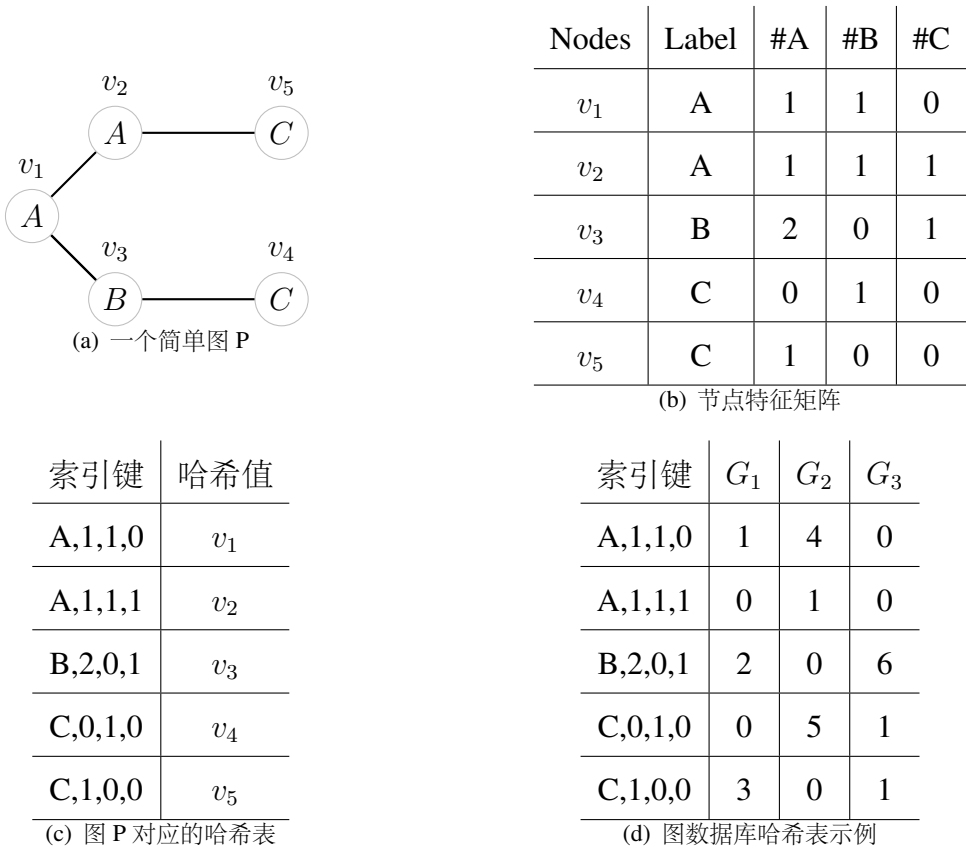 v₂ v₅
A C
v₁
A
v₃ v₄
B C
(a) 一个简单图 P
Nodes Label #A #B #C
v₁ A 1 1 0
v₂ A 1 1 1
v₃ B 2 0 1
v₄ C 0 1 0
v₅ C 1 0 0
(b) 节点特征矩阵
索引键 哈希值
A,1,1,0 v₁
A,1,1,1 v₂
B,2,0,1 v₃
C,0,1,0 v₄
C,1,0,0 v₅
(c) 图 P 对应的哈希表
索引键 G₁ G₂ G₃
A,1,1,0 1 4 0
A,1,1,1 0 1 0
B,2,0,1 2 0 6
C,0,1,0 0 5 1
C,1,0,0 3 0 1
(d) 图数据库哈希表示例